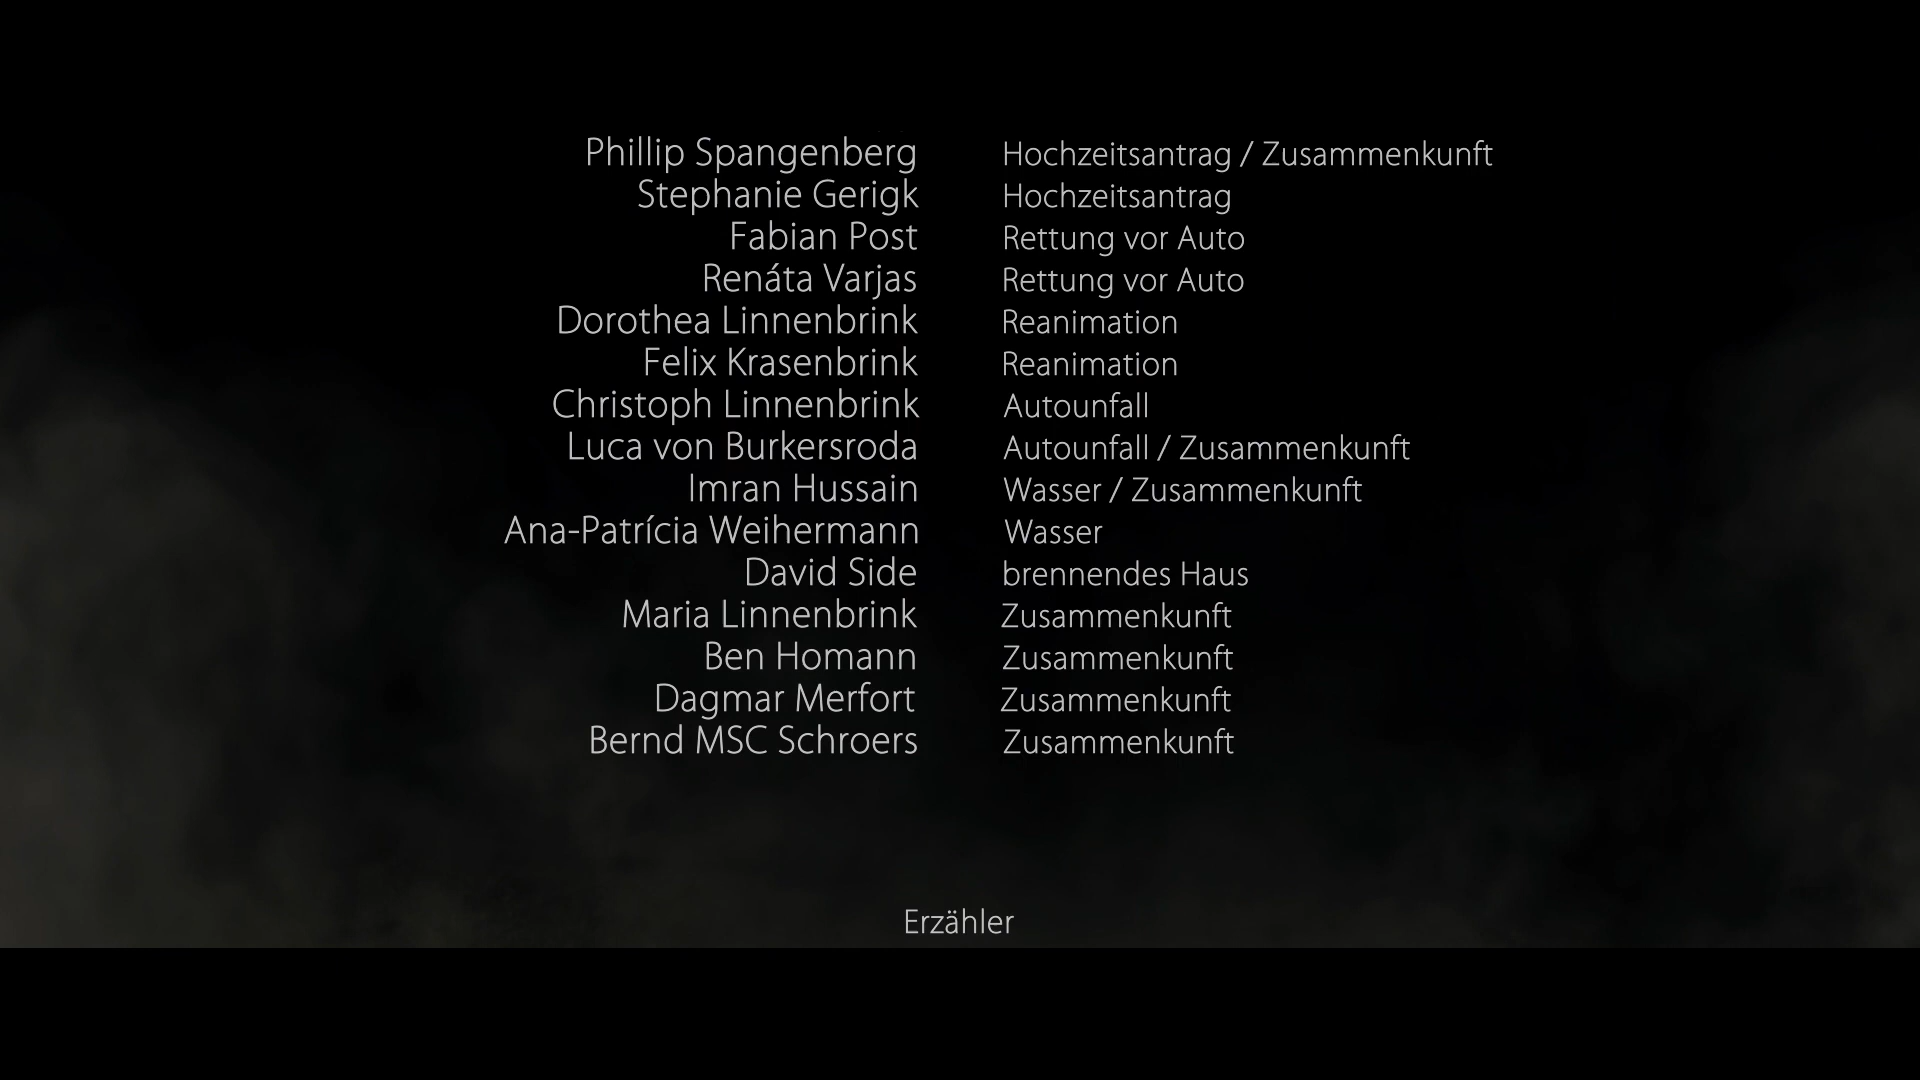 Phillip Spangenberg Hochzeitsantrag / Zusammenkunft
Stephanie Gerigk Hochzeitsantrag
Fabian Post Rettung vor Auto
Renáta Varjas Rettung vor Auto
Dorothea Linnenbrink Reanimation
Felix Krasenbrink Reanimation
Christoph Linnenbrink Autounfall
Luca von Burkersroda Autounfall / Zusammenkunft
Imran Hussain Wasser / Zusammenkunft
Ana-Patrícia Weihermann Wasser
David Side brennendes Haus
Maria Linnenbrink Zusammenkunft
Ben Homann Zusammenkunft
Dagmar Merfort Zusammenkunft
Bernd MSC Schroers Zusammenkunft
Erzähler